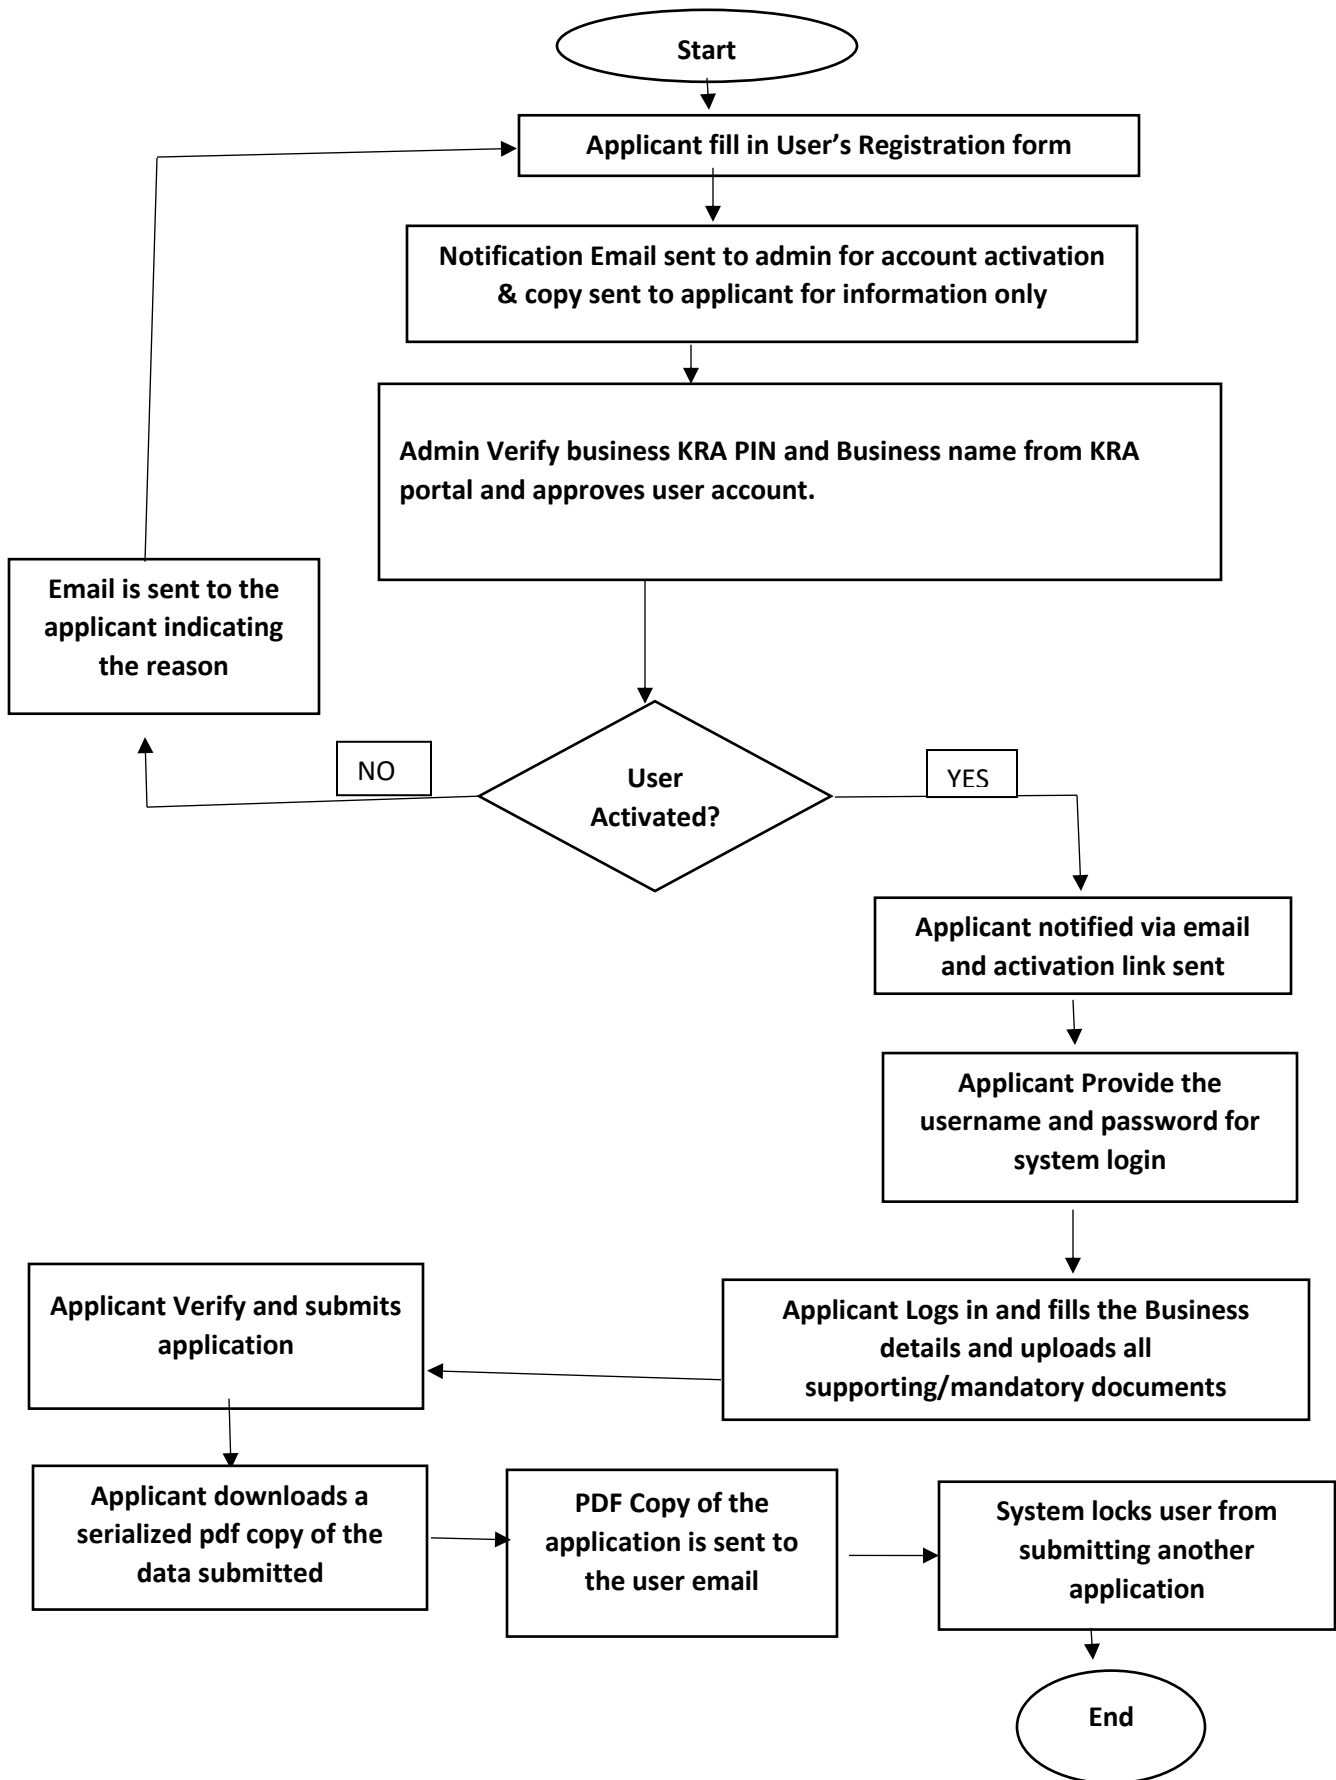 Start
Applicant fill in User’s Registration form
Notification Email sent to admin for account activation
& copy sent to applicant for information only
Admin Verify business KRA PIN and Business name from KRA
portal and approves user account.
Email is sent to the
applicant indicating
the reason
NO
User
Activated?
YES
Applicant notified via email
and activation link sent
Applicant Provide the
username and password for
system login
Applicant Logs in and fills the Business
details and uploads all
supporting/mandatory documents
Applicant Verify and submits
application
Applicant downloads a
serialized pdf copy of the
data submitted
PDF Copy of the
application is sent to
the user email
System locks user from
submitting another
application
End